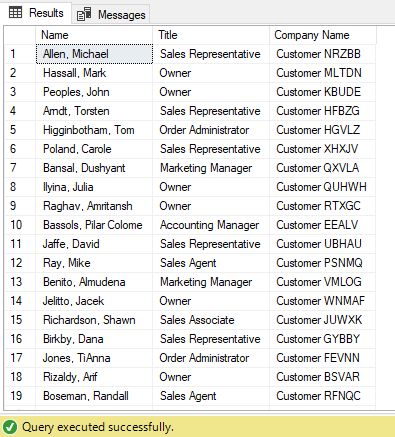 Results Messages
Name Title Company Name
1 Allen, Michael Sales Representative Customer NRZBB
2 Hassall, Mark Owner Customer MLTDN
3 Peoples, John Owner Customer KBUDE
4 Arndt, Torsten Sales Representative Customer HFBZG
5 Higginbotham, Tom Order Administrator Customer HGVLZ
6 Poland, Carole Sales Representative Customer XHXJV
7 Bansal, Dushyant Marketing Manager Customer QXVLA
8 Ilyina, Julia Owner Customer QUHWH
9 Raghav, Amritansh Owner Customer RTXGC
10 Bassols, Pilar Colome Accounting Manager Customer EEALV
11 Jaffe, David Sales Representative Customer UBHAU
12 Ray, Mike Sales Agent Customer PSNMQ
13 Benito, Almudena Marketing Manager Customer VMLOG
14 Jelitto, Jacek Owner Customer WNMAF
15 Richardson, Shawn Sales Associate Customer JUWXK
16 Birkby, Dana Sales Representative Customer GYBBY
17 Jones, TiAnna Order Administrator Customer FEVNN
18 Rizaldy, Arif Owner Customer BSVAR
19 Boseman, Randall Sales Agent Customer RFNQC
Query executed successfully.